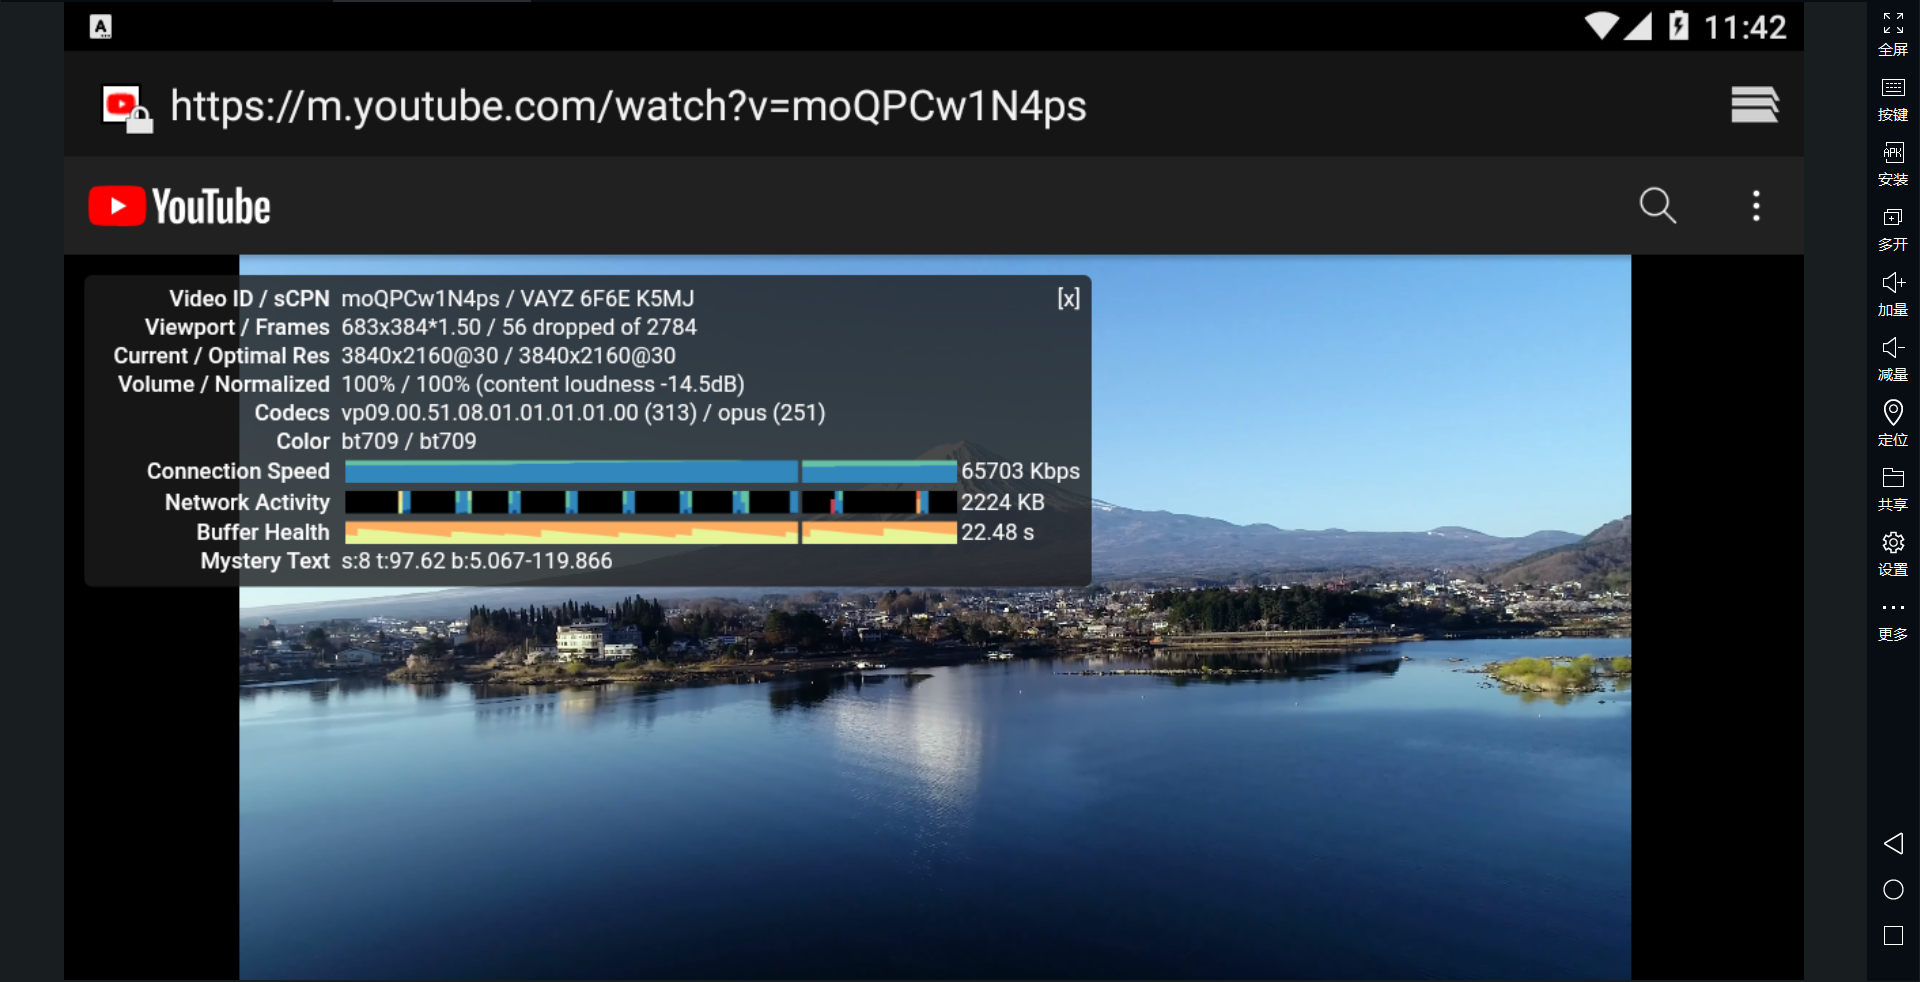 A
11:42
全屏
https://m.youtube.com/watch?v=moQPCw1N4ps
按键
APK
安装
YouTube
多开
Video ID / sCPN moQPCw1N4ps / VAYZ 6F6E K5MJ [x]
Viewport / Frames 683x384*1.50 / 56 dropped of 2784
Current / Optimal Res 3840x2160@30 / 3840x2160@30
Volume / Normalized 100% / 100% (content loudness -14.5dB)
Codecs vp09.00.51.08.01.01.01.01.00 (313) / opus (251)
Color bt709 / bt709
Connection Speed 65703 Kbps
Network Activity 2224 KB
Buffer Health 22.48 s
Mystery Text s:8 t:97.62 b:5.067-119.866
加量
减量
定位
共享
设置
更多